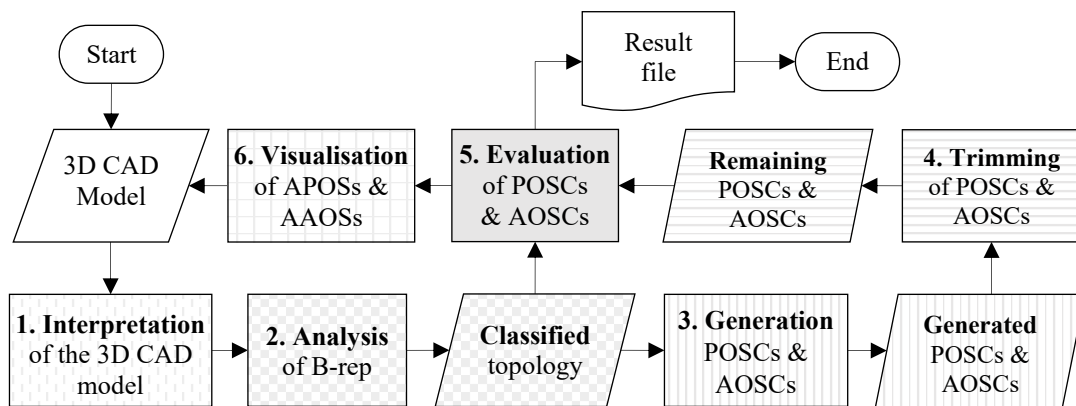 Start
Result
file
End
3D CAD
Model
6. Visualisation
of APOSs &
AAOSs
5. Evaluation
of POSCs
& AOSCs
Remaining
POSCs &
AOSCs
4. Trimming
of POSCs &
AOSCs
1. Interpretation
of the 3D CAD
model
2. Analysis
of B-rep
Classified
topology
3. Generation
POSCs &
AOSCs
Generated
POSCs &
AOSCs